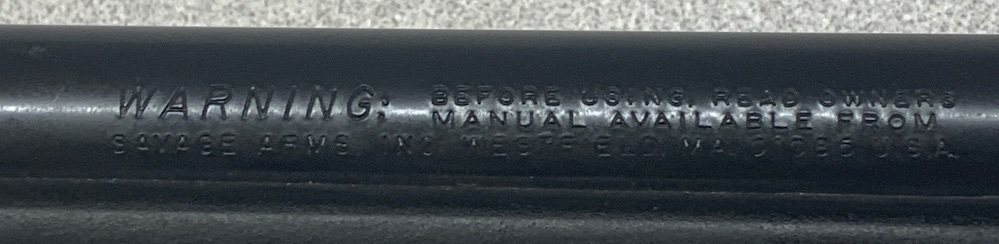 WARNING: BEFORE USING, READ OWNERS
MANUAL AVAILABLE FROM
SAVAGE ARMS, INC. WESTFIELD, MA. 01085 U.S.A.